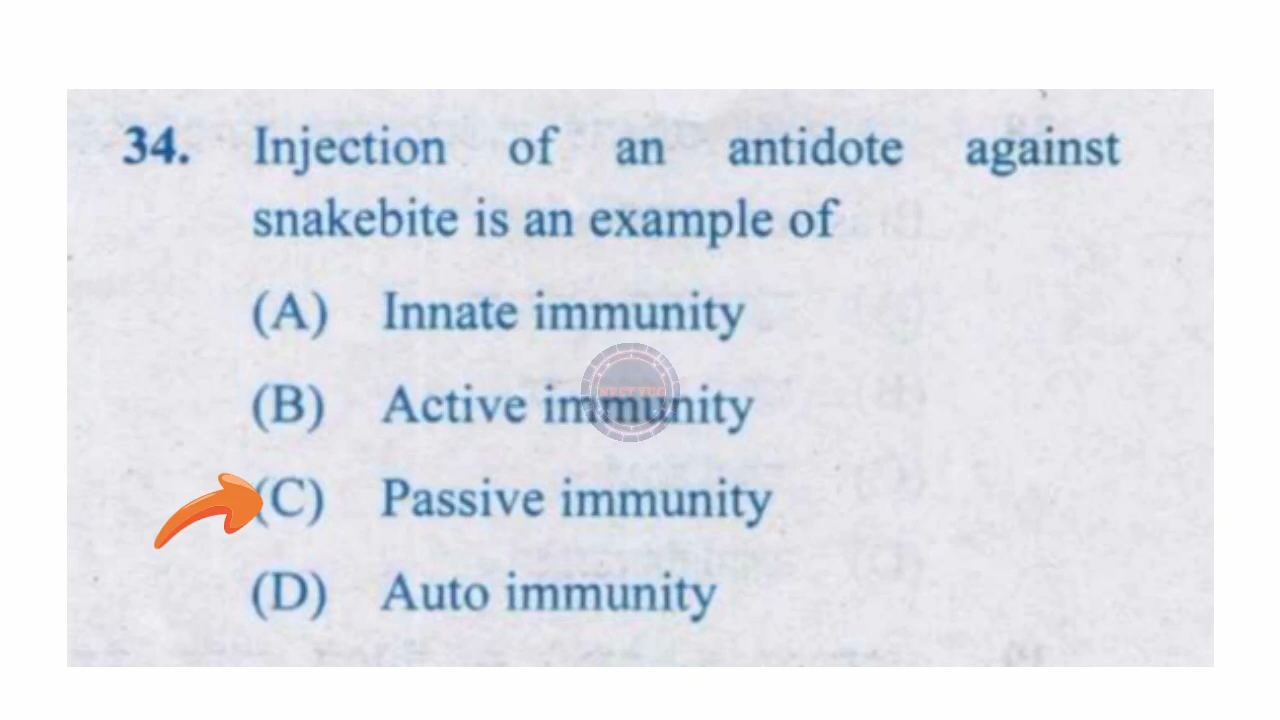 34. Injection of an antidote against
snakebite is an example of
(A) Innate immunity
(B) Active immunity
(C) Passive immunity
(D) Auto immunity